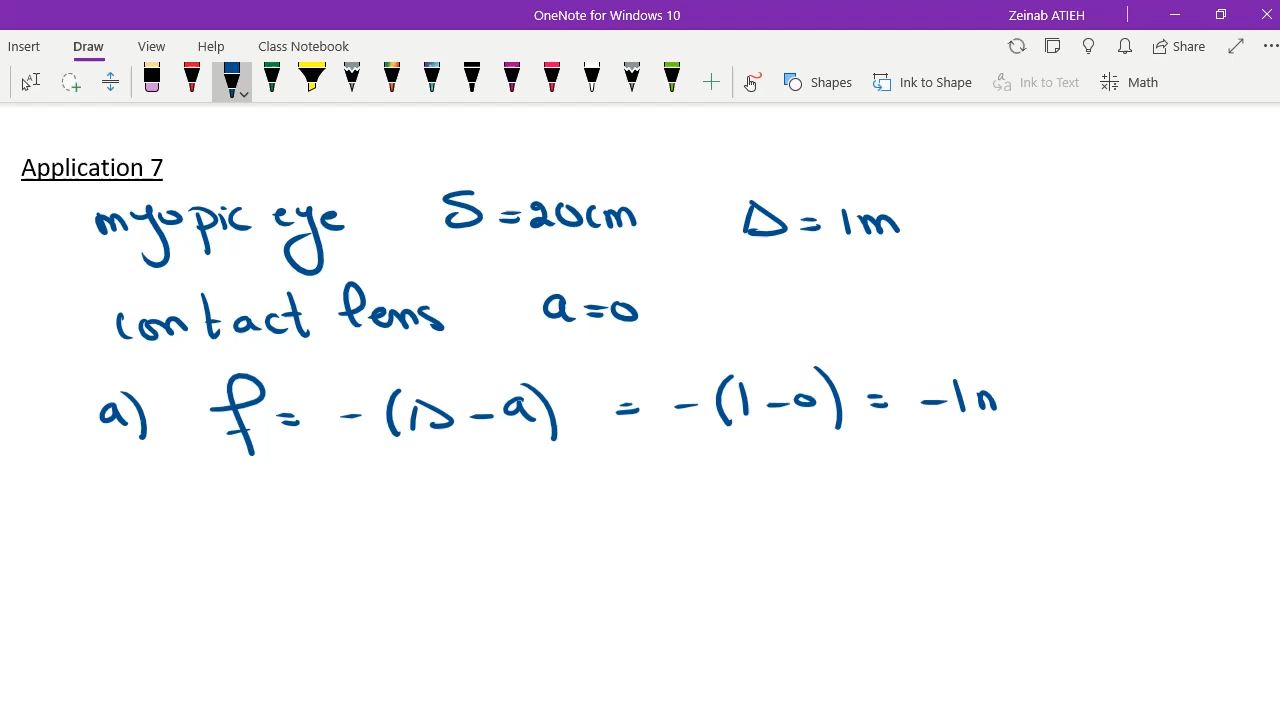 OneNote for Windows 10 Zeinab ATIEH
Insert Draw View Help Class Notebook Share
Shapes Ink to Shape Ink to Text Math
Application 7
myopic eye δ = 20cm D = 1m
contact lens a = 0
a) f = - (D - a) = - (1 - 0) = -1n